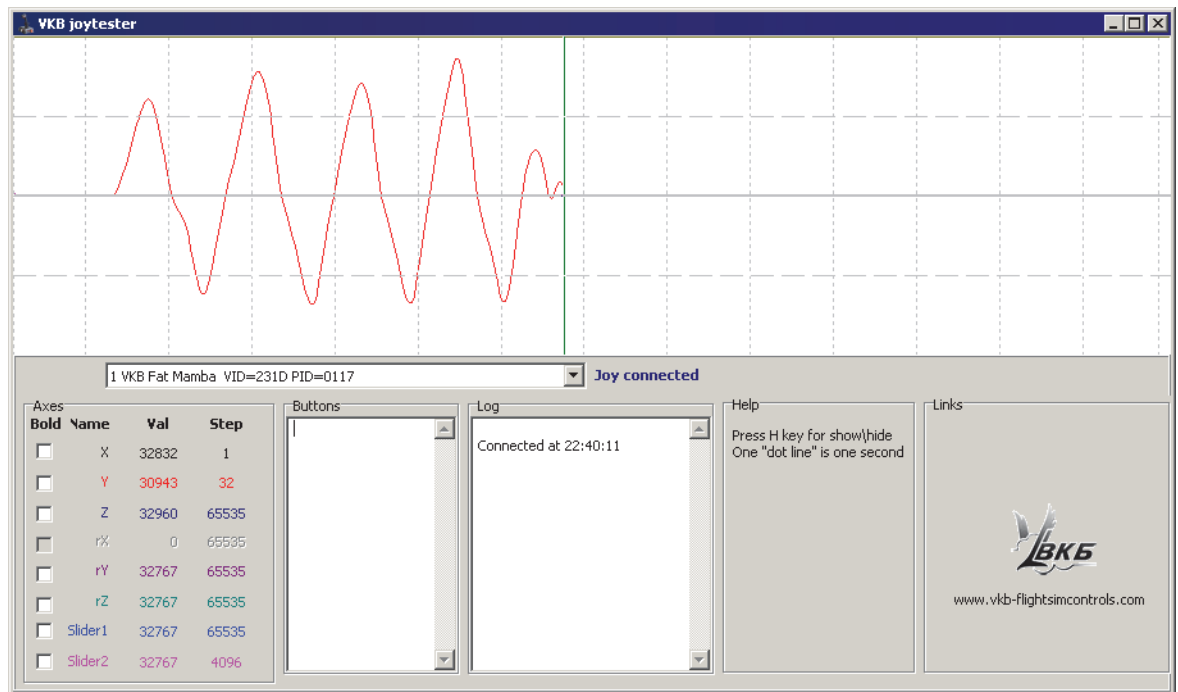 VKB joytester
1 VKB Fat Mamba VID=231D PID=0117
Joy connected
Axes
Bold Name Val Step
X 32832 1
Y 30943 32
Z 32960 65535
rX 0 65535
rY 32767 65535
rZ 32767 65535
Slider1 32767 65535
Slider2 32767 4096
Buttons
Log
Connected at 22:40:11
Help
Press H key for show\hide
One "dot line" is one second
Links
ВКБ
www.vkb-flightsimcontrols.com